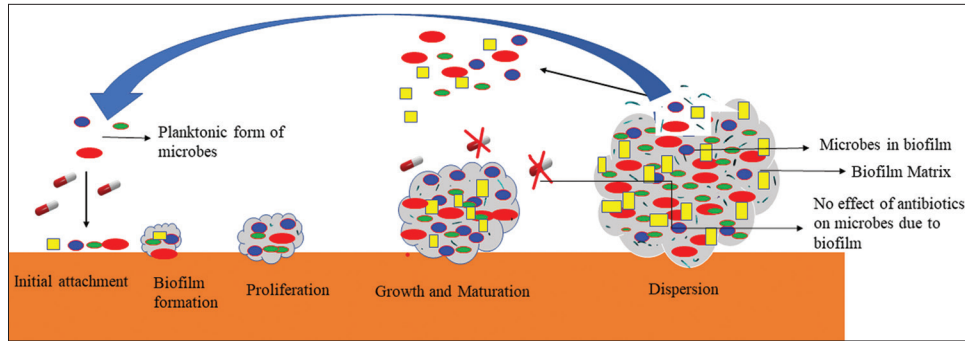 Planktonic form of
microbes
Microbes in biofilm
Biofilm Matrix
No effect of antibiotics
on microbes due to
biofilm
Initial attachment
Biofilm
formation
Proliferation
Growth and Maturation
Dispersion